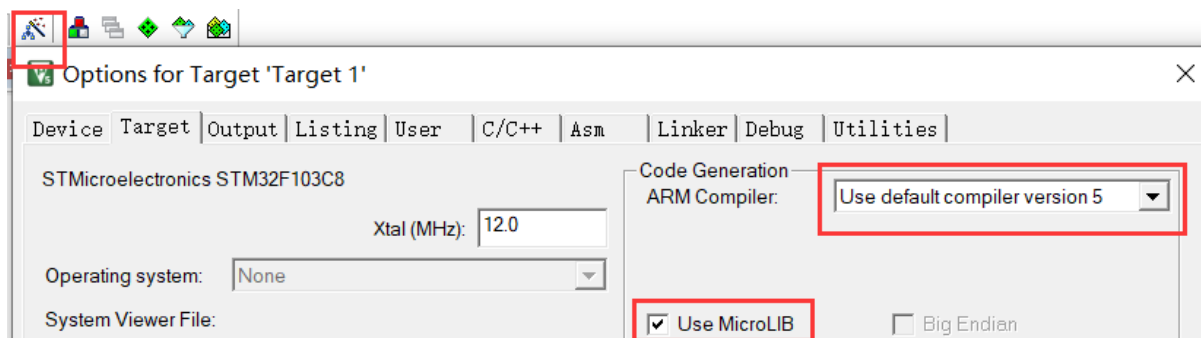 Options for Target 'Target 1'
Device Target Output Listing User C/C++ Asm Linker Debug Utilities
STMicroelectronics STM32F103C8
Xtal (MHz): 12.0
Operating system: None
System Viewer File:
Code Generation
ARM Compiler: Use default compiler version 5
Use MicroLIB Big Endian